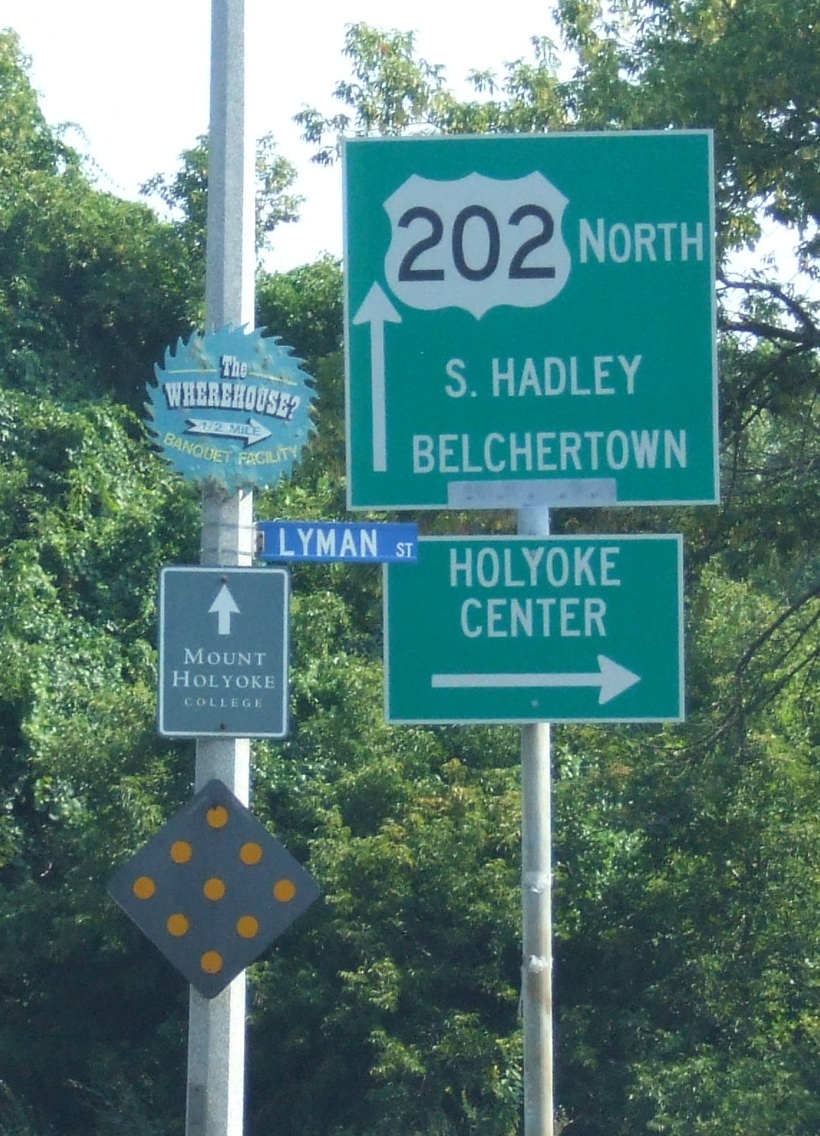 202 NORTH
S. HADLEY
BELCHERTOWN
The
WHEREHOUSE?
1/2 MILE
BANQUET FACILITY
LYMAN ST
HOLYOKE
CENTER
MOUNT
HOLYOKE
COLLEGE